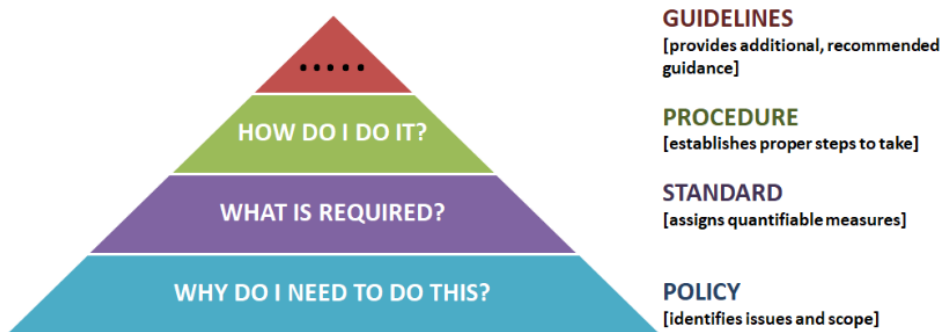 GUIDELINES
[provides additional, recommended
guidance]
.....
HOW DO I DO IT?
PROCEDURE
[establishes proper steps to take]
WHAT IS REQUIRED?
STANDARD
[assigns quantifiable measures]
WHY DO I NEED TO DO THIS?
POLICY
[identifies issues and scope]